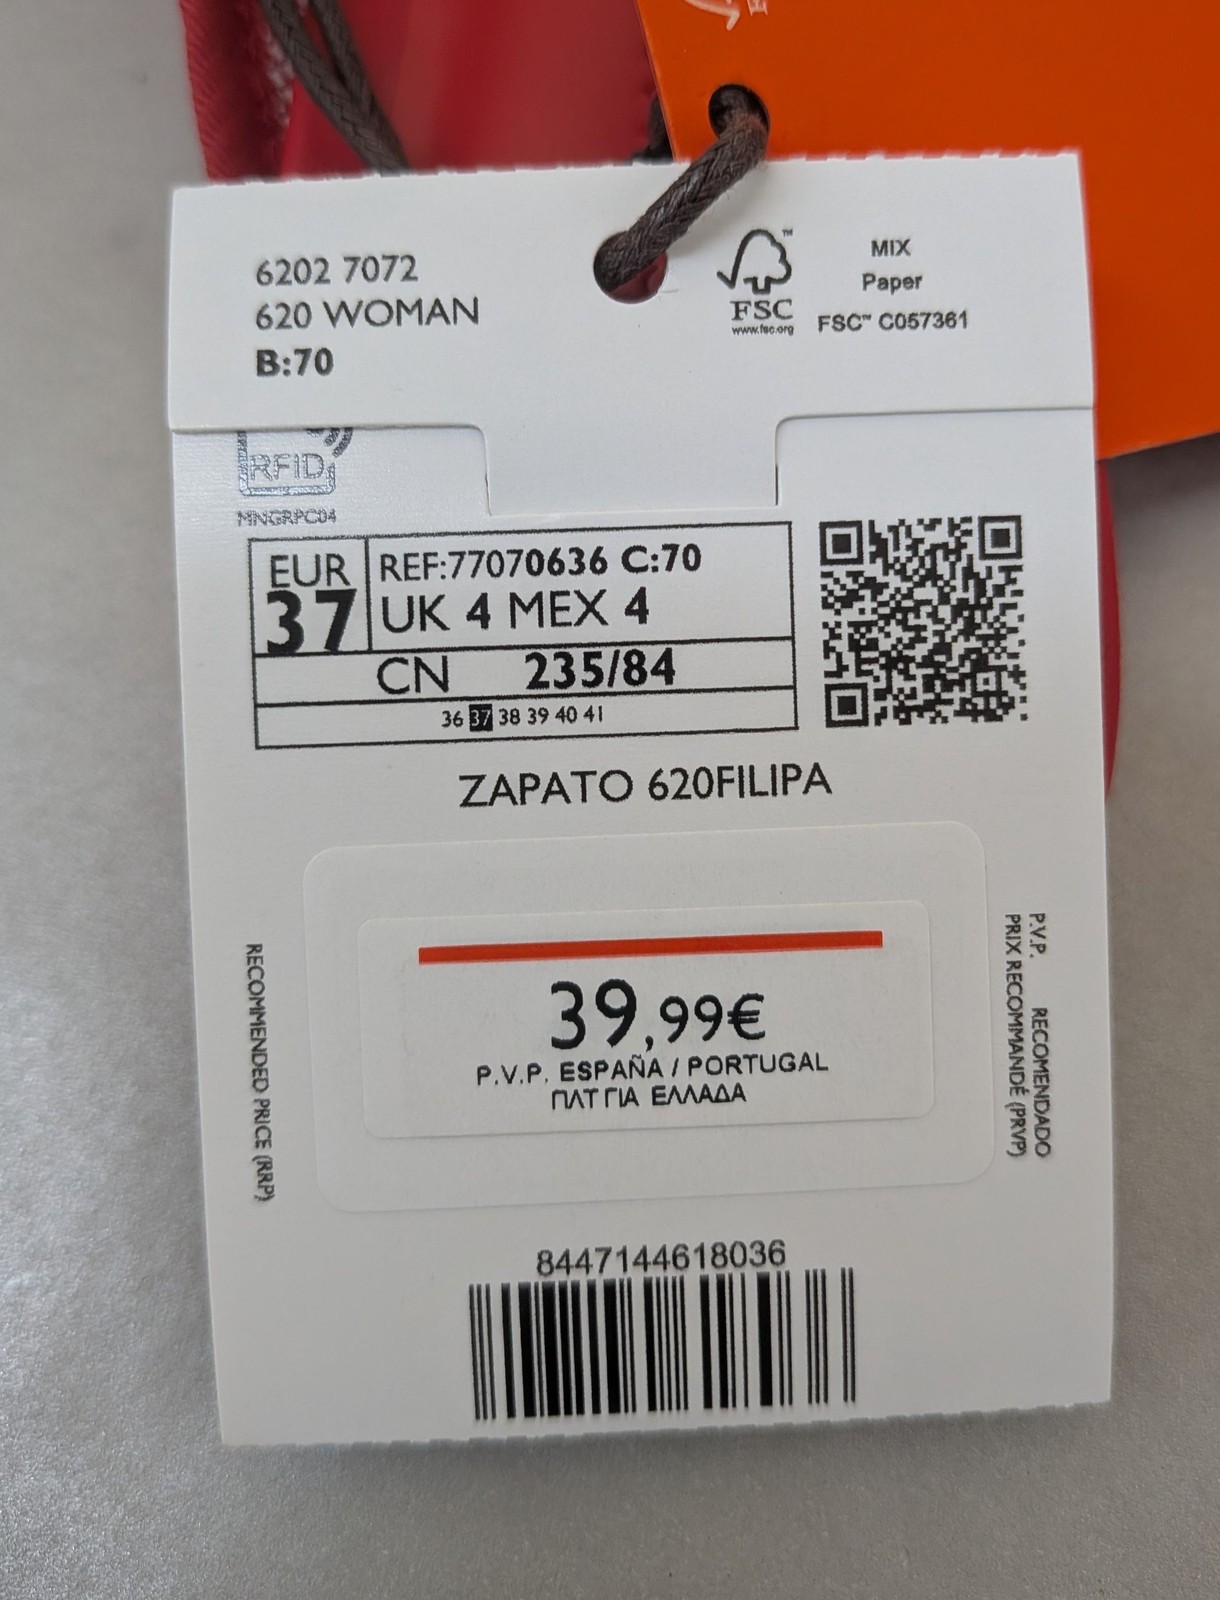 6202 7072
620 WOMAN
B:70
FSC™
www.fsc.org
MIX
Paper
FSC™ C057361
RFID
MNGRPC04
EUR
37
REF:77070636 C:70
UK 4 MEX 4
CN 235/84
36 37 38 39 40 41
ZAPATO 620FILIPA
39,99€
P.V.P. ESPAÑA / PORTUGAL
ΠΛΤ ΓΙΑ ΕΛΛΑΔΑ
RECOMMENDED PRICE (RRP)
P.V.P. RECOMENDADO
PRIX RECOMMANDÉ (PRVP)
8447144618036